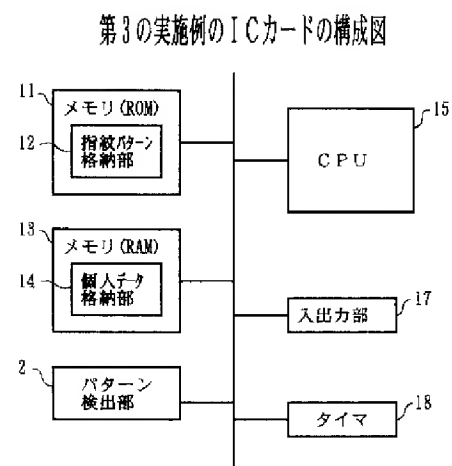 第3の実施例のICカードの構成図
11
メモリ(ROM)
12
指紋パターン
格納部
15
CPU
13
メモリ(RAM)
14
個人データ
格納部
17
入出力部
2
パターン
検出部
18
タイマ